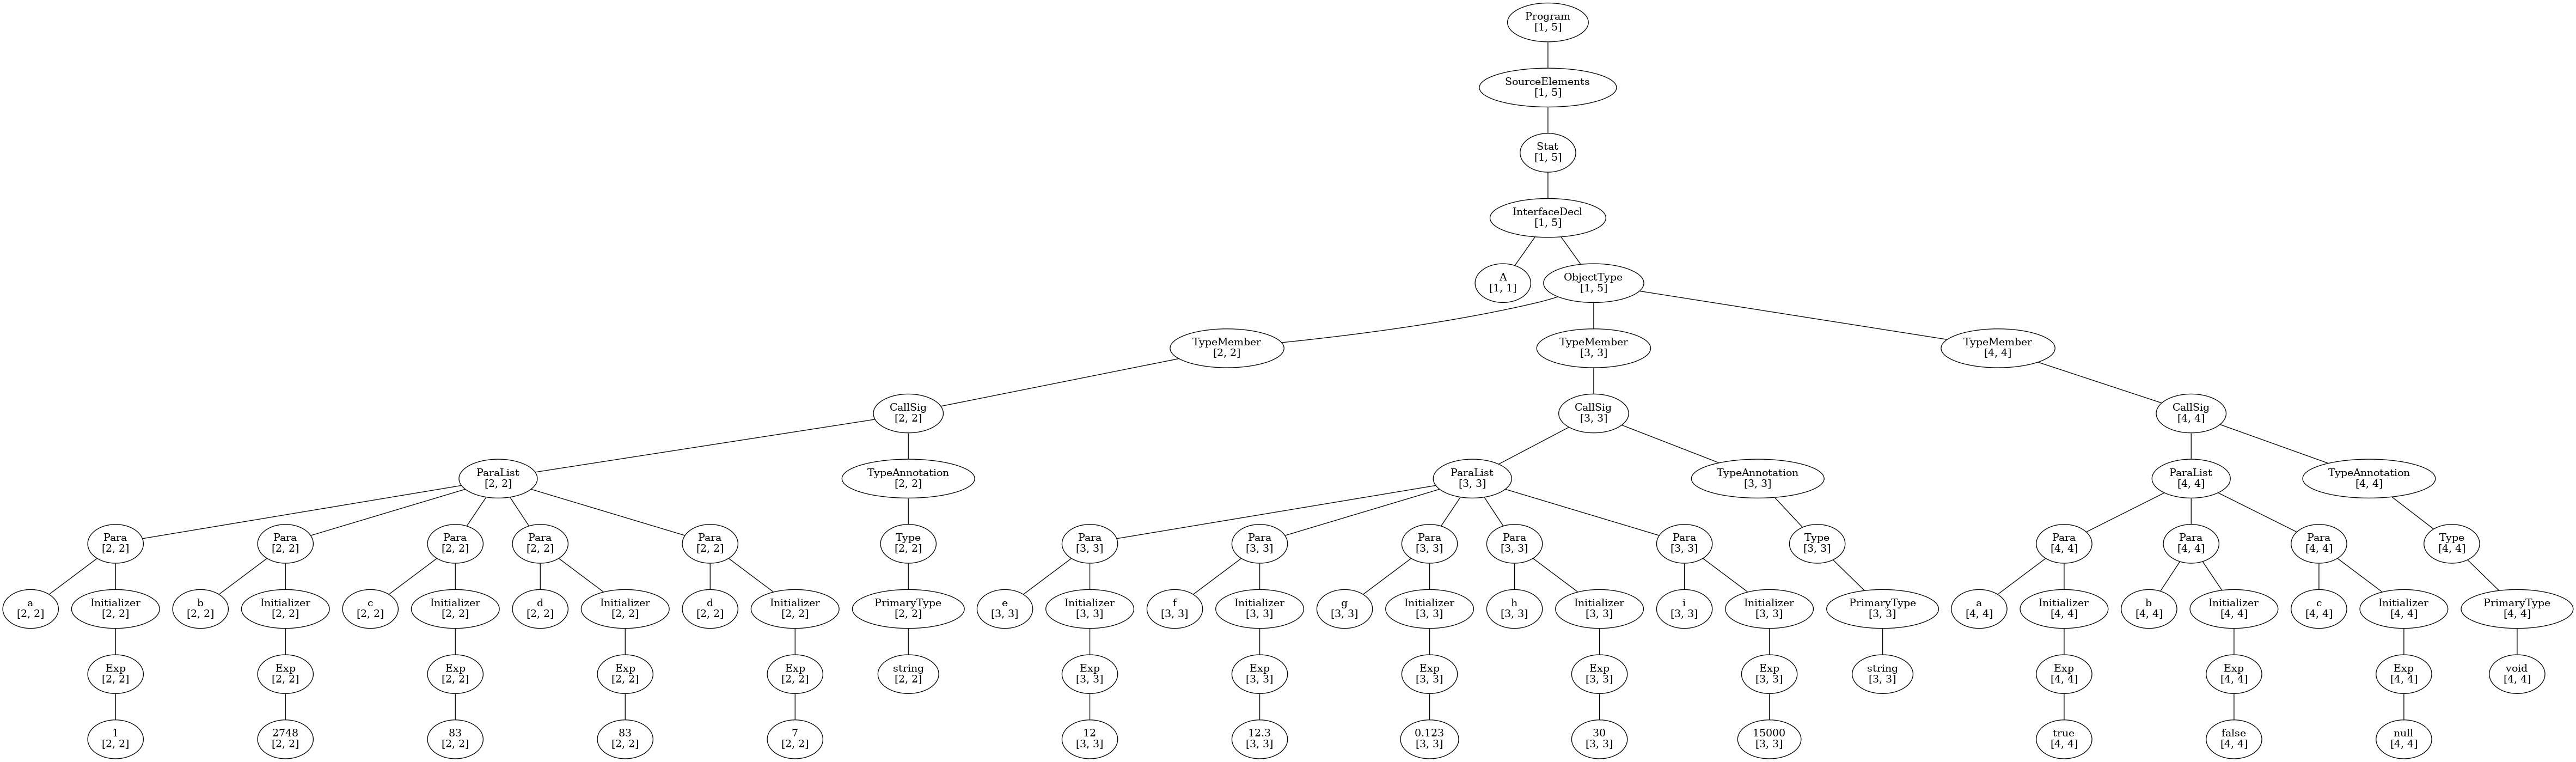 Program
[1, 5]
SourceElements
[1, 5]
Stat
[1, 5]
InterfaceDecl
[1, 5]
A
[1, 1]
ObjectType
[1, 5]
TypeMember
[2, 2]
TypeMember
[3, 3]
TypeMember
[4, 4]
CallSig
[2, 2]
CallSig
[3, 3]
CallSig
[4, 4]
ParaList
[2, 2]
TypeAnnotation
[2, 2]
ParaList
[3, 3]
TypeAnnotation
[3, 3]
ParaList
[4, 4]
TypeAnnotation
[4, 4]
Para
[2, 2]
Para
[2, 2]
Para
[2, 2]
Para
[2, 2]
Para
[2, 2]
Type
[2, 2]
Para
[3, 3]
Para
[3, 3]
Para
[3, 3]
Para
[3, 3]
Para
[3, 3]
Type
[3, 3]
Para
[4, 4]
Para
[4, 4]
Para
[4, 4]
Type
[4, 4]
a
[2, 2]
Initializer
[2, 2]
b
[2, 2]
Initializer
[2, 2]
c
[2, 2]
Initializer
[2, 2]
d
[2, 2]
Initializer
[2, 2]
d
[2, 2]
Initializer
[2, 2]
PrimaryType
[2, 2]
e
[3, 3]
Initializer
[3, 3]
f
[3, 3]
Initializer
[3, 3]
g
[3, 3]
Initializer
[3, 3]
h
[3, 3]
Initializer
[3, 3]
i
[3, 3]
Initializer
[3, 3]
PrimaryType
[3, 3]
a
[4, 4]
Initializer
[4, 4]
b
[4, 4]
Initializer
[4, 4]
c
[4, 4]
Initializer
[4, 4]
PrimaryType
[4, 4]
Exp
[2, 2]
Exp
[2, 2]
Exp
[2, 2]
Exp
[2, 2]
Exp
[2, 2]
string
[2, 2]
Exp
[3, 3]
Exp
[3, 3]
Exp
[3, 3]
Exp
[3, 3]
Exp
[3, 3]
string
[3, 3]
Exp
[4, 4]
Exp
[4, 4]
Exp
[4, 4]
void
[4, 4]
1
[2, 2]
2748
[2, 2]
83
[2, 2]
83
[2, 2]
7
[2, 2]
12
[3, 3]
12.3
[3, 3]
0.123
[3, 3]
30
[3, 3]
15000
[3, 3]
true
[4, 4]
false
[4, 4]
null
[4, 4]